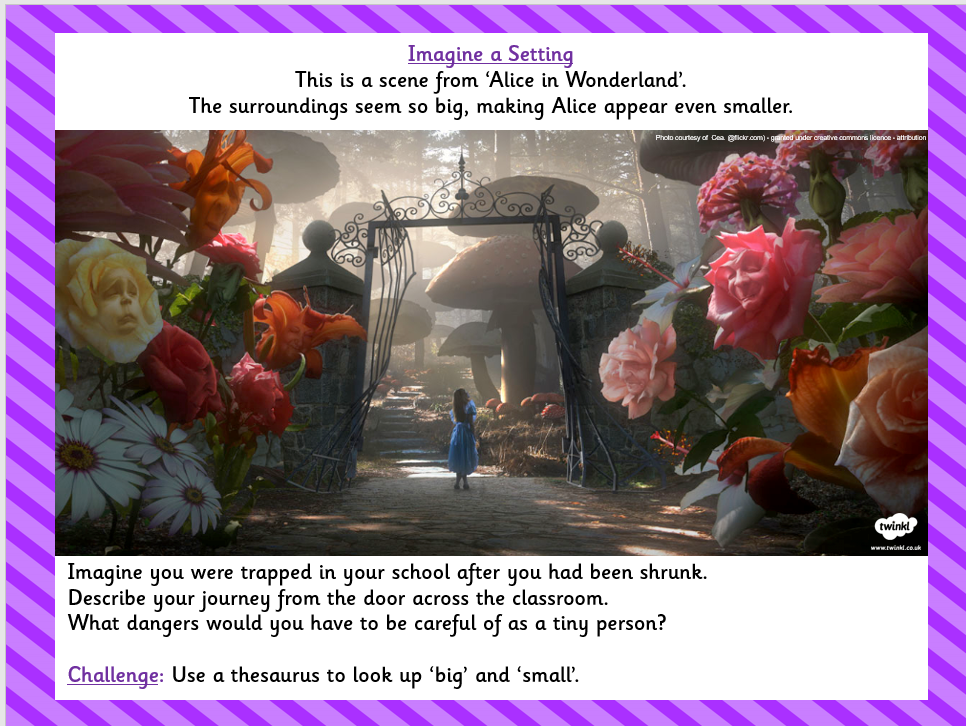 Imagine a Setting
This is a scene from ‘Alice in Wonderland’.
The surroundings seem so big, making Alice appear even smaller.
Photo courtesy of Cea. @flickr.com) - granted under creative commons licence - attribution
twinkl
www.twinkl.co.uk
Imagine you were trapped in your school after you had been shrunk.
Describe your journey from the door across the classroom.
What dangers would you have to be careful of as a tiny person?
Challenge: Use a thesaurus to look up ‘big’ and ‘small’.